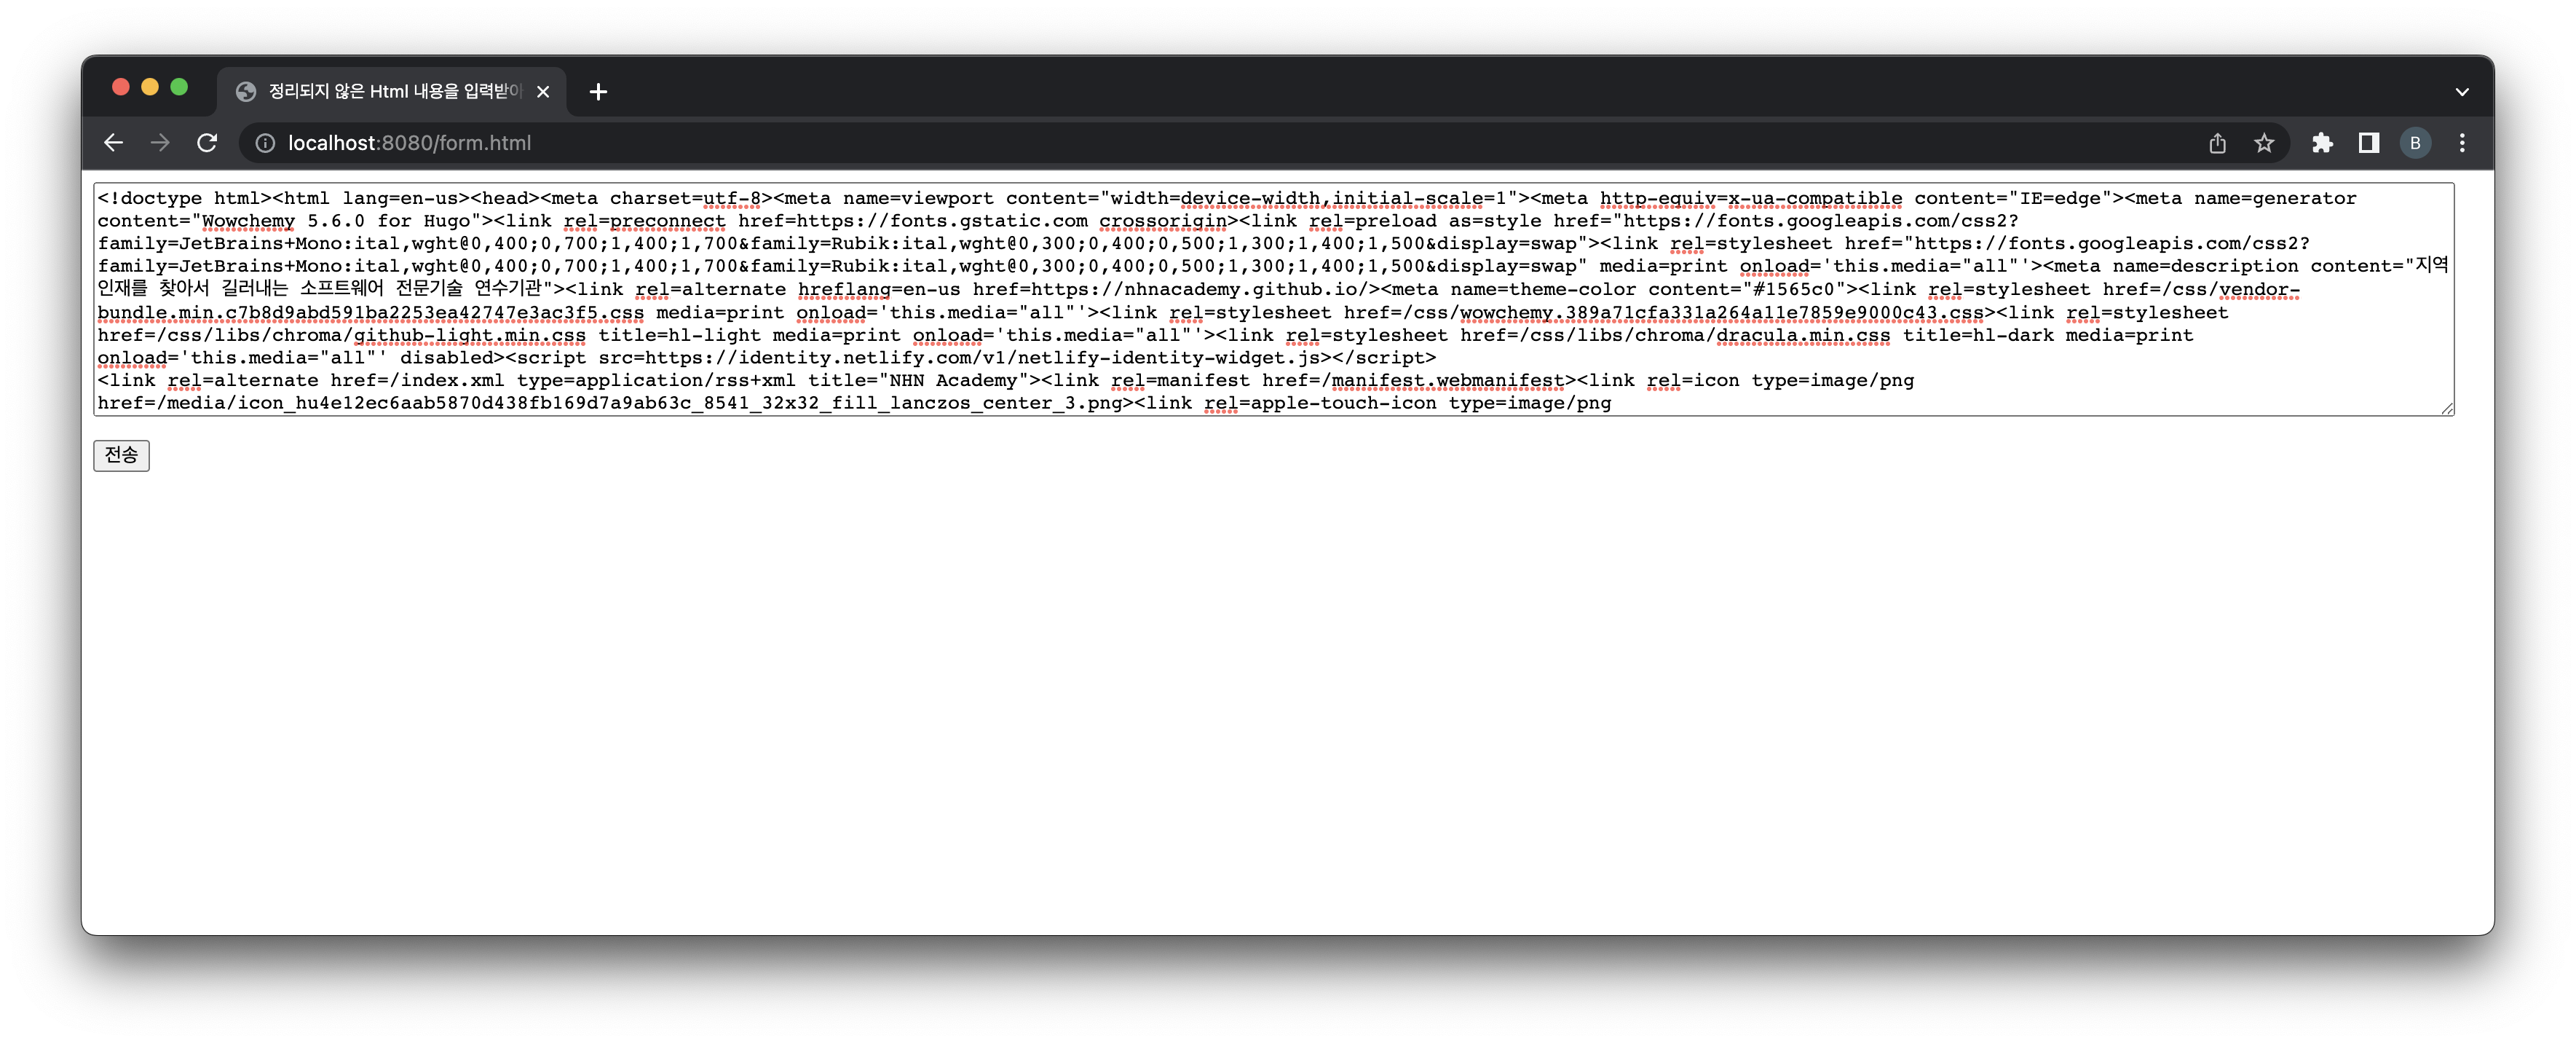 정리되지 않은 Html 내용을 입력받아
localhost:8080/form.html
B
<!doctype html><html lang=en-us><head><meta charset=utf-8><meta name=viewport content="width=device-width,initial-scale=1"><meta http-equiv=x-ua-compatible content="IE=edge"><meta name=generator
content="Wowchemy 5.6.0 for Hugo"><link rel=preconnect href=https://fonts.gstatic.com crossorigin><link rel=preload as=style href="https://fonts.googleapis.com/css2?
family=JetBrains+Mono:ital,wght@0,400;0,700;1,400;1,700&family=Rubik:ital,wght@0,300;0,400;0,500;1,300;1,400;1,500&display=swap"><link rel=stylesheet href="https://fonts.googleapis.com/css2?
family=JetBrains+Mono:ital,wght@0,400;0,700;1,400;1,700&family=Rubik:ital,wght@0,300;0,400;0,500;1,300;1,400;1,500&display=swap" media=print onload='this.media="all"'><meta name=description content="지역
인재를 찾아서 길러내는 소프트웨어 전문기술 연수기관"><link rel=alternate hreflang=en-us href=https://nhnacademy.github.io/><meta name=theme-color content="#1565c0"><link rel=stylesheet href=/css/vendor-
bundle.min.c7b8d9abd591ba2253ea42747e3ac3f5.css media=print onload='this.media="all"'><link rel=stylesheet href=/css/wowchemy.389a71cfa331a264a11e7859e9000c43.css><link rel=stylesheet
href=/css/libs/chroma/github-light.min.css title=hl-light media=print onload='this.media="all"'><link rel=stylesheet href=/css/libs/chroma/dracula.min.css title=hl-dark media=print
onload='this.media="all"' disabled><script src=https://identity.netlify.com/v1/netlify-identity-widget.js></script>
<link rel=alternate href=/index.xml type=application/rss+xml title="NHN Academy"><link rel=manifest href=/manifest.webmanifest><link rel=icon type=image/png
href=/media/icon_hu4e12ec6aab5870d438fb169d7a9ab63c_8541_32x32_fill_lanczos_center_3.png><link rel=apple-touch-icon type=image/png
전송